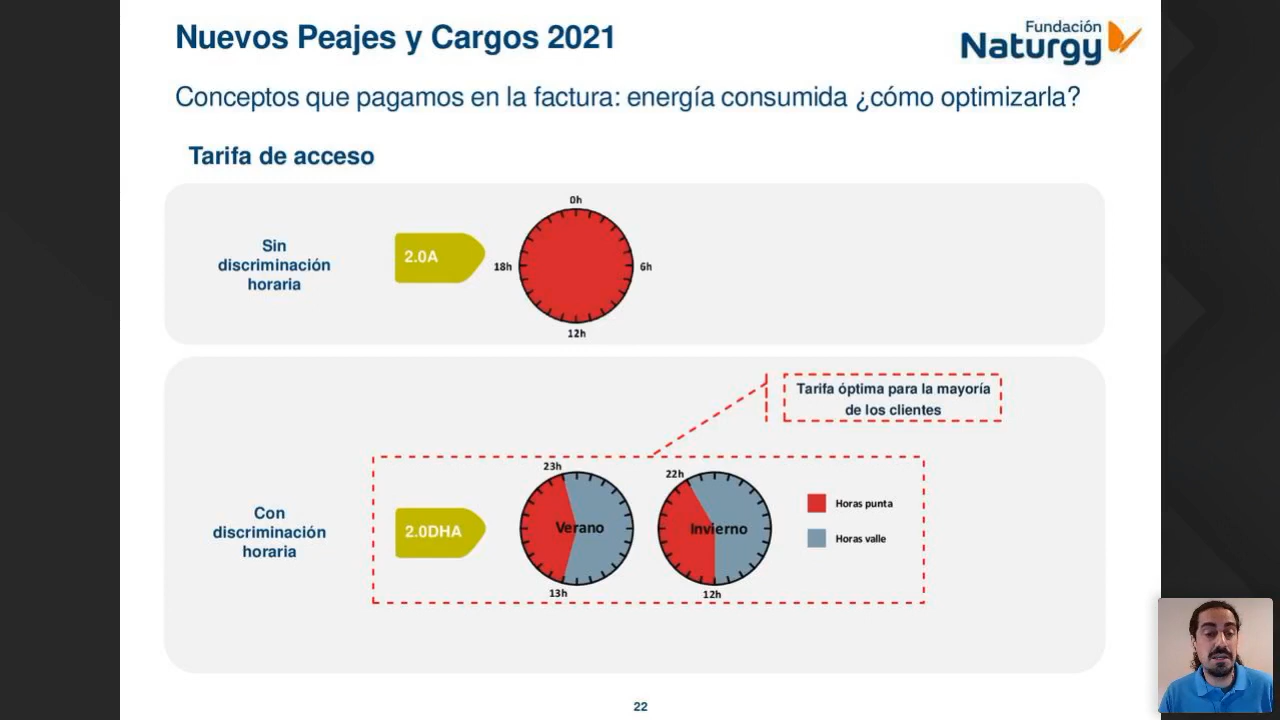 Nuevos Peajes y Cargos 2021
Fundación
Naturgy
Conceptos que pagamos en la factura: energía consumida ¿cómo optimizarla?
Tarifa de acceso
0h
Sin
discriminación
horaria
2.0A
18h
6h
12h
Tarifa óptima para la mayoría
de los clientes
23h
22h
Con
discriminación
horaria
2.0DHA
Verano
Invierno
Horas punta
Horas valle
13h
12h
22